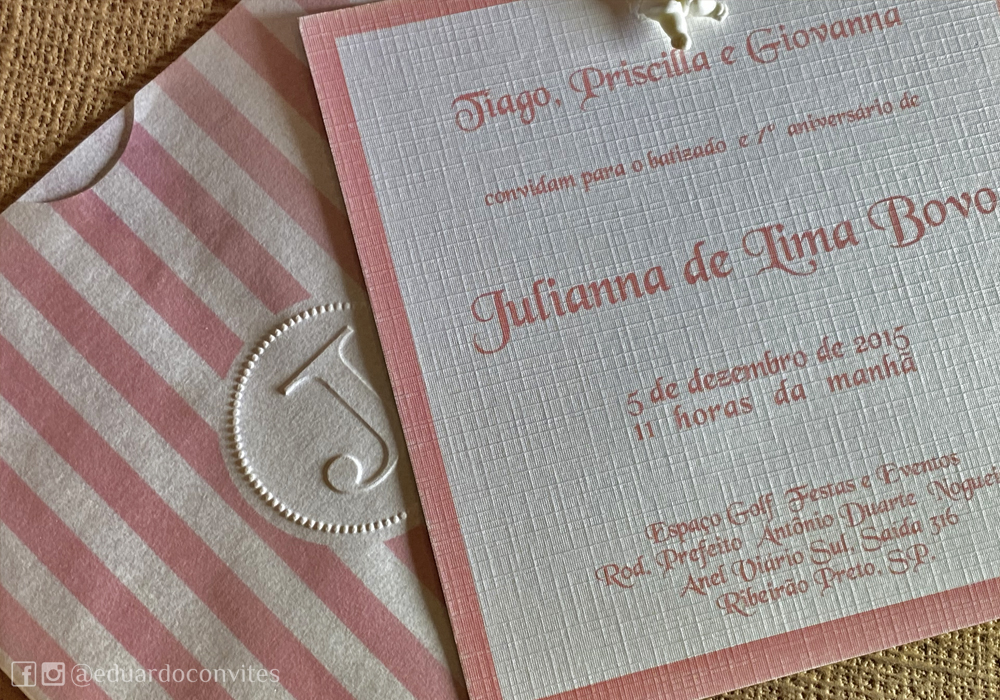 Tiago, Priscilla e Giovanna
convidam para o batizado e 1º aniversário de
Julianna de Lima Bovo
5 de dezembro de 2015
11 horas da manhã
Espaço Golf Festas e Eventos
Rod. Prefeito Antônio Duarte Noguei
Anel Viário Sul, Saída 316
Ribeirão Preto, SP.
J
@eduardoconvites